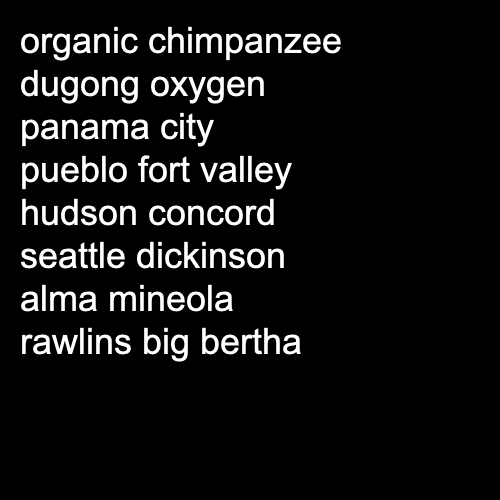 organic chimpanzee
dugong oxygen
panama city
pueblo fort valley
hudson concord
seattle dickinson
alma mineola
rawlins big bertha